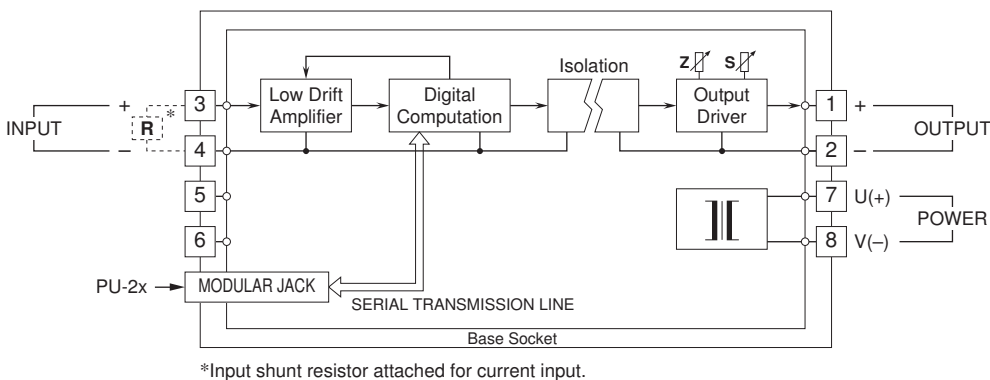 Isolation
Z
S
INPUT
+
–
R
*
3
4
5
6
Low Drift
Amplifier
Digital
Computation
Output
Driver
1
+
2
–
OUTPUT
7
U(+)
8
V(–)
POWER
PU-2x
MODULAR JACK
SERIAL TRANSMISSION LINE
Base Socket
*Input shunt resistor attached for current input.